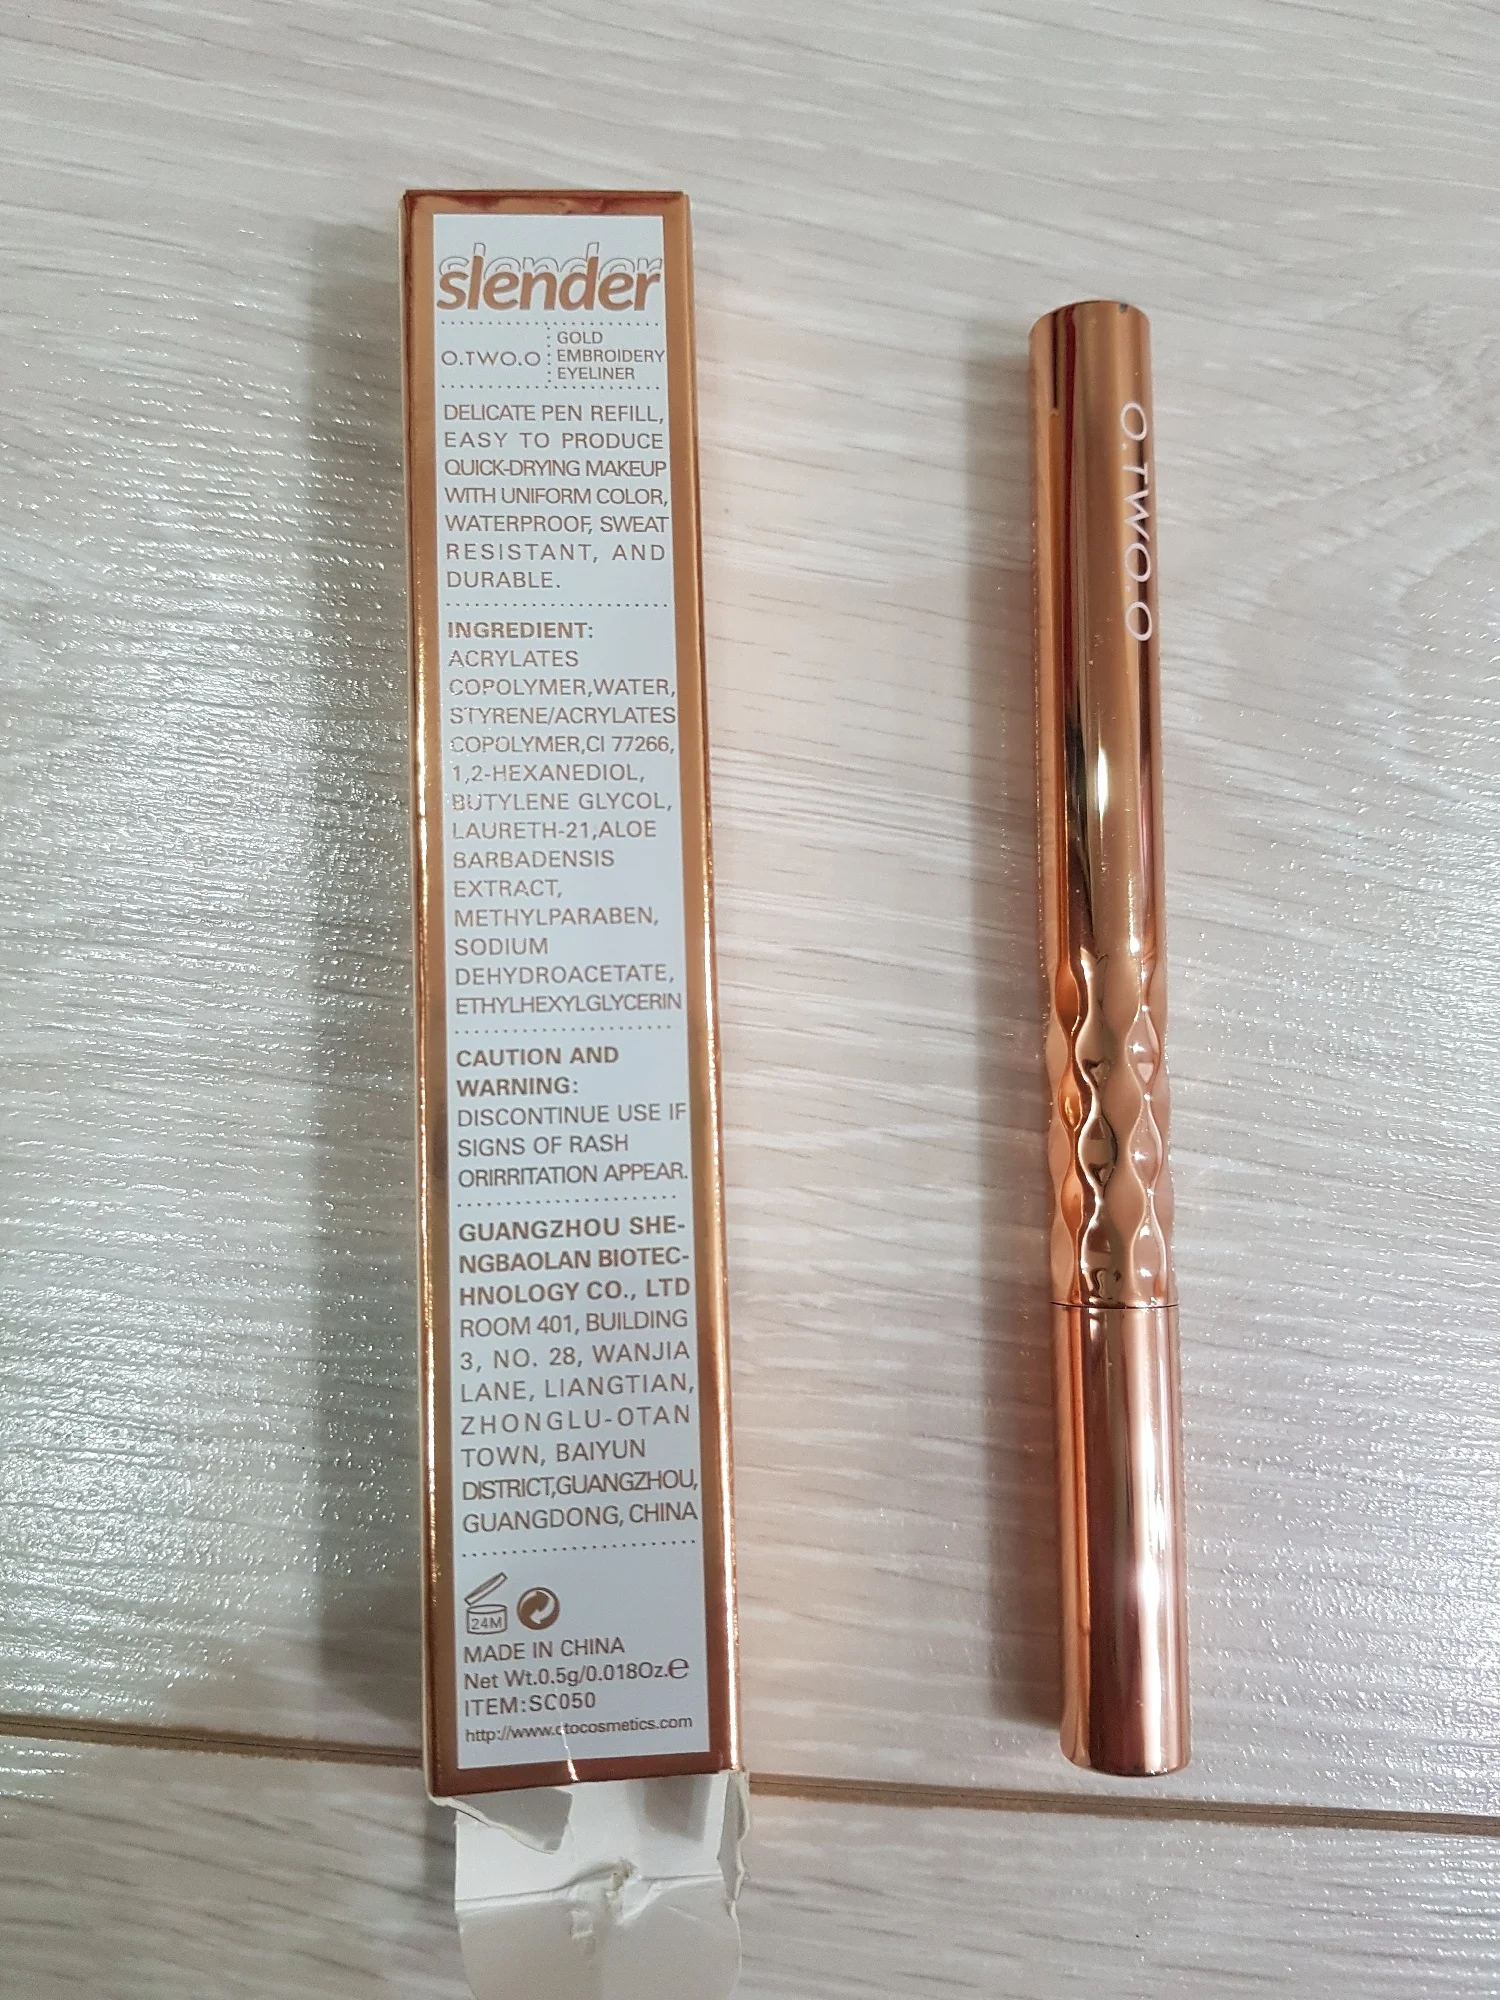 slender
O.TWO.O
GOLD
EMBROIDERY
EYELINER
DELICATE PEN REFILL,
EASY TO PRODUCE
QUICK-DRYING MAKEUP
WITH UNIFORM COLOR,
WATERPROOF, SWEAT
RESISTANT, AND
DURABLE.
INGREDIENT:
ACRYLATES
COPOLYMER,WATER,
STYRENE/ACRYLATES
COPOLYMER,CI 77266,
1,2-HEXANEDIOL,
BUTYLENE GLYCOL,
LAURETH-21,ALOE
BARBADENSIS
EXTRACT,
METHYLPARABEN,
SODIUM
DEHYDROACETATE,
ETHYLHEXYLGLYCERIN
CAUTION AND
WARNING:
DISCONTINUE USE IF
SIGNS OF RASH
ORIRRITATION APPEAR.
GUANGZHOU SHE-
NGBAOLAN BIOTEC-
HNOLOGY CO., LTD
ROOM 401, BUILDING
3, NO. 28, WANJIA
LANE, LIANGTIAN,
ZHONGLU-OTAN
TOWN, BAIYUN
DISTRICT,GUANGZHOU,
GUANGDONG, CHINA
24M
MADE IN CHINA
Net Wt.0.5g/0.018Oz.℮
ITEM:SC050
http://www.otocosmetics.com
O.TWO.O